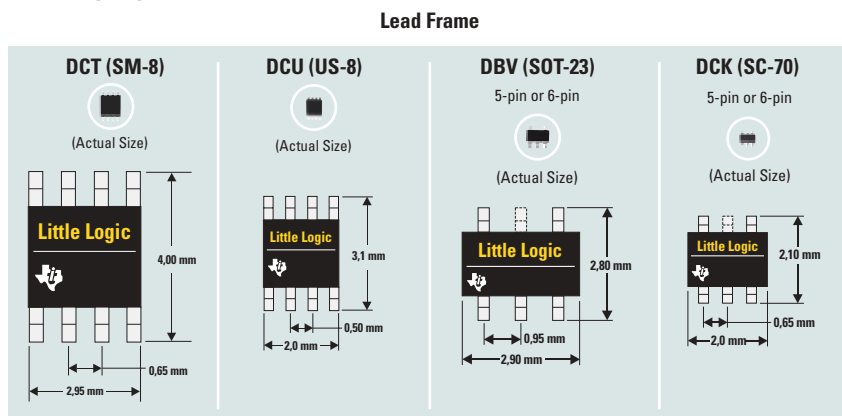 Lead Frame
DCT (SM-8)
(Actual Size)
Little Logic
4,00 mm
0,65 mm
2,95 mm
DCU (US-8)
(Actual Size)
Little Logic
3,1 mm
0,50 mm
2,0 mm
DBV (SOT-23)
5-pin or 6-pin
(Actual Size)
Little Logic
2,80 mm
0,95 mm
2,90 mm
DCK (SC-70)
5-pin or 6-pin
(Actual Size)
Little Logic
2,10 mm
0,65 mm
2,0 mm